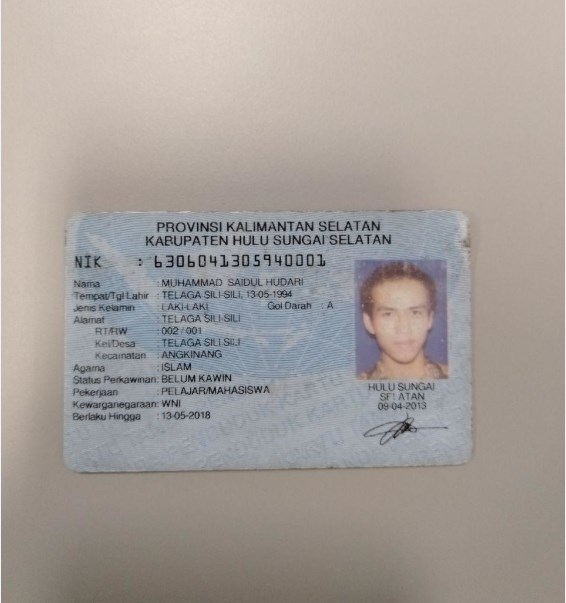 PROVINSI KALIMANTAN SELATAN
KABUPATEN HULU SUNGAI SELATAN
NIK : 6306041305940001
Nama : MUHAMMAD SAIDUL HUDARI
Tempat/Tgl Lahir : TELAGA SILI-SILI, 13-05-1994
Jenis Kelamin : LAKI-LAKI Gol Darah : A
Alamat : TELAGA SILI-SILI
RT/RW : 002 / 001
Kel/Desa : TELAGA SILI SILI
Kecamatan : ANGKINANG
Agama : ISLAM
Status Perkawinan: BELUM KAWIN
Pekerjaan : PELAJAR/MAHASISWA
Kewarganegaraan: WNI
Berlaku Hingga : 13-05-2018
HULU SUNGAI
SELATAN
09-04-2013